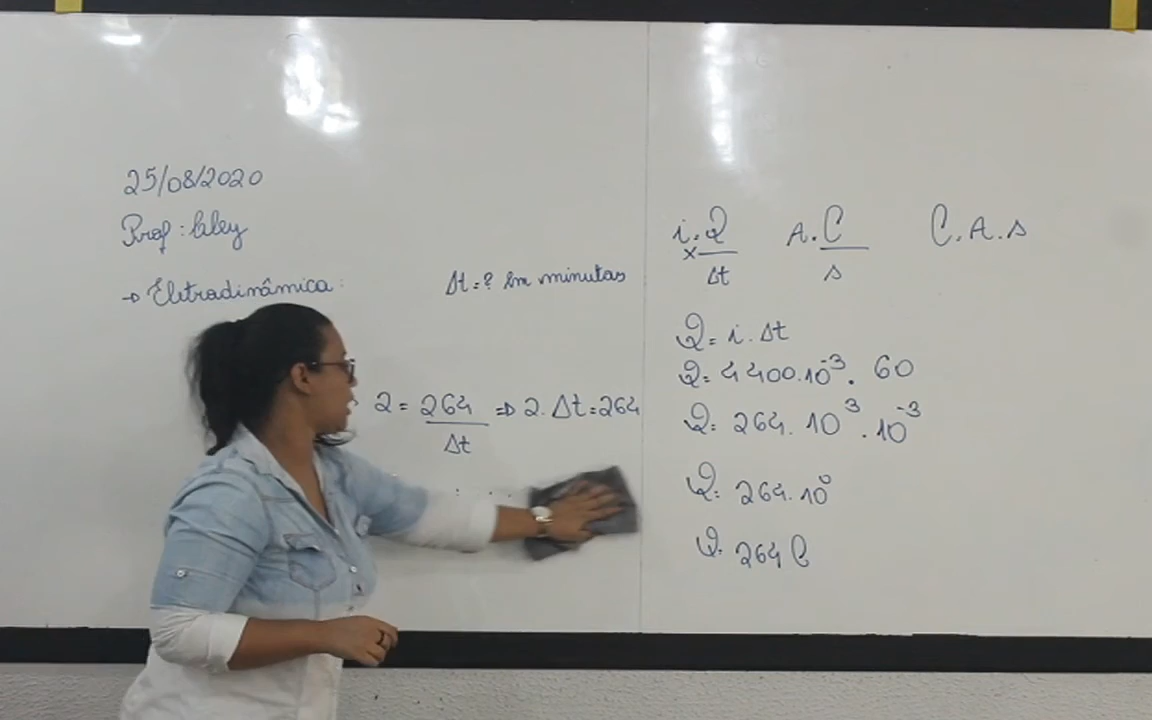 25/08/2020
Prof :
→ Eletrodinâmica :
Δt = ? em minutos
2 = 264 ⇒ 2. Δt = 264
Δt
i = Q
Δt
A = C
s
C = A . s
Q = i . Δt
Q = 4400.10⁻³ . 60
Q = 264 . 10³ . 10⁻³
Q = 264 . 10⁰
Q = 264 C